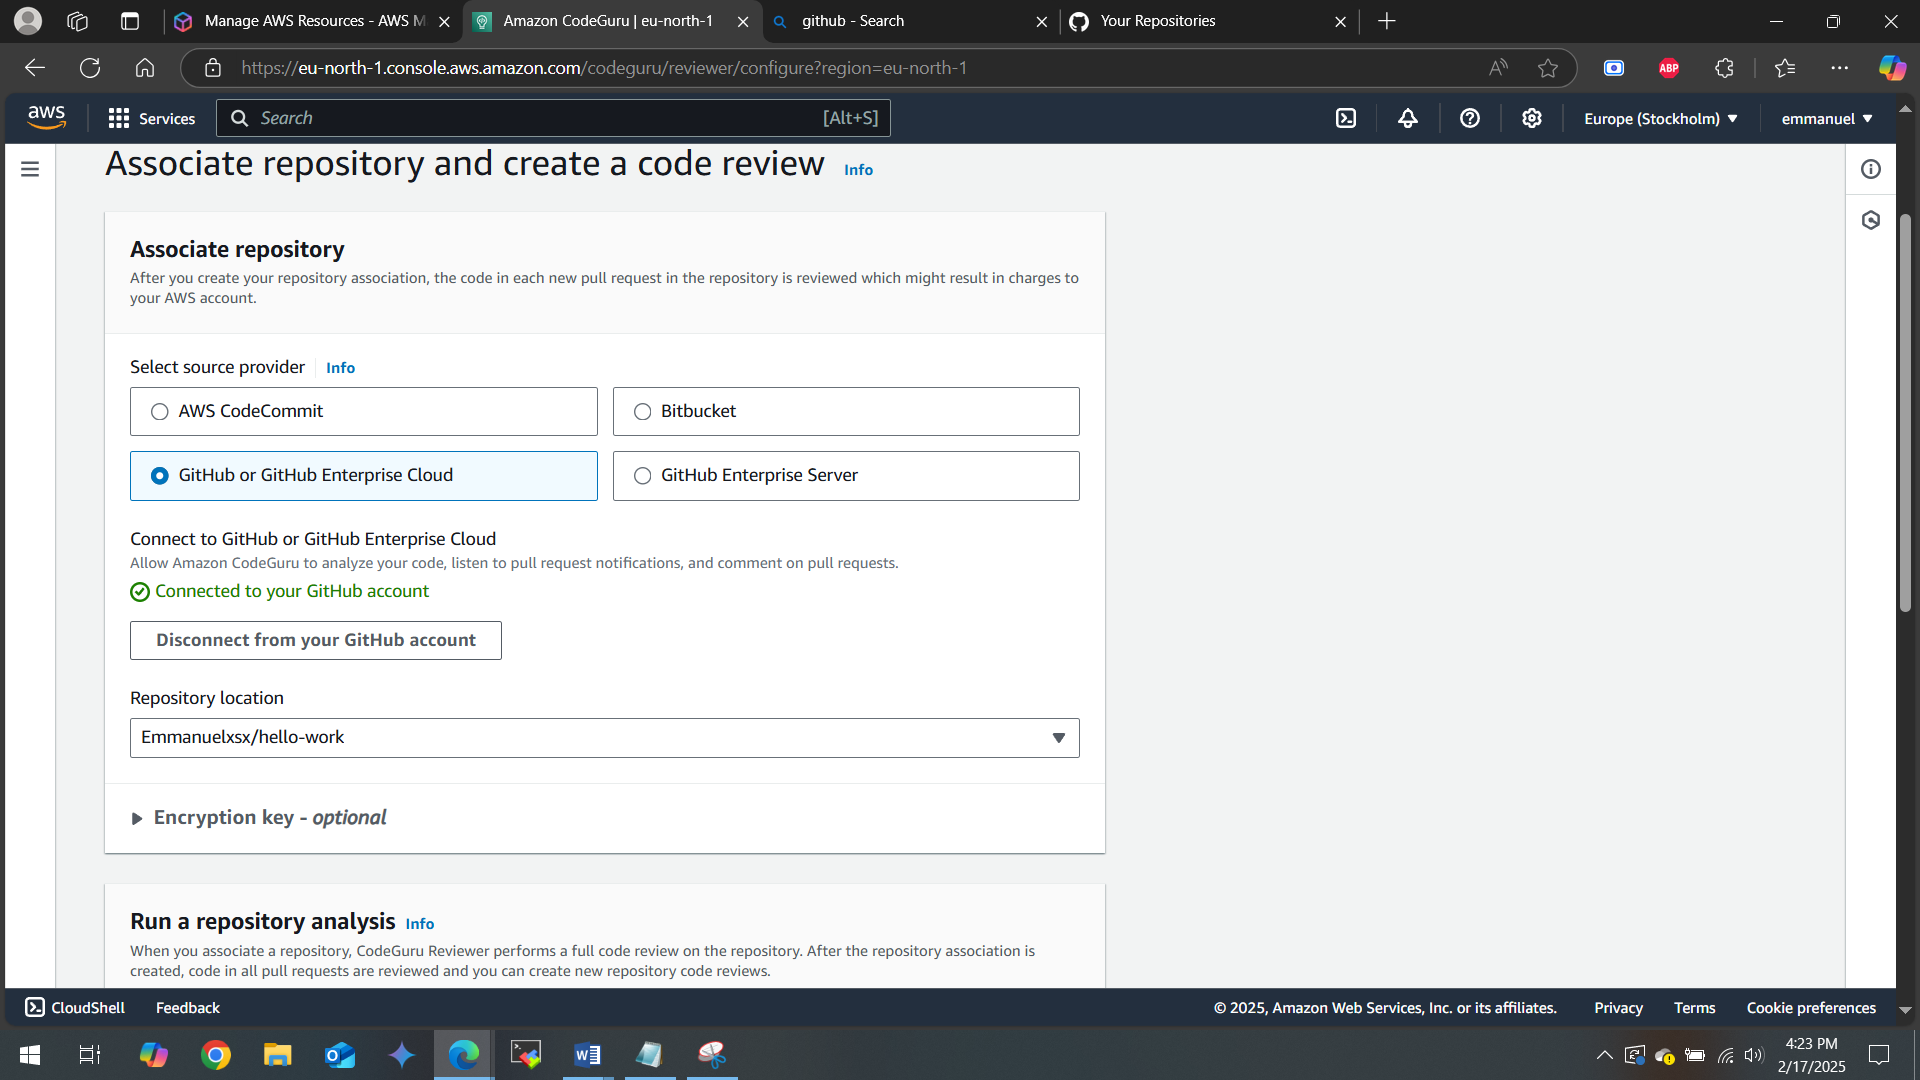 Manage AWS Resources - AWS M
Amazon CodeGuru | eu-north-1
github - Search
Your Repositories
https://eu-north-1.console.aws.amazon.com/codeguru/reviewer/configure?region=eu-north-1
ABP
aws
Services
Search
[Alt+S]
Europe (Stockholm)
emmanuel
Associate repository and create a code review Info
Associate repository
After you create your repository association, the code in each new pull request in the repository is reviewed which might result in charges to
your AWS account.
Select source provider Info
AWS CodeCommit
Bitbucket
GitHub or GitHub Enterprise Cloud
GitHub Enterprise Server
Connect to GitHub or GitHub Enterprise Cloud
Allow Amazon CodeGuru to analyze your code, listen to pull request notifications, and comment on pull requests.
Connected to your GitHub account
Disconnect from your GitHub account
Repository location
Emmanuelxsx/hello-work
Encryption key - optional
Run a repository analysis Info
When you associate a repository, CodeGuru Reviewer performs a full code review on the repository. After the repository association is
created, code in all pull requests are reviewed and you can create new repository code reviews.
CloudShell
Feedback
© 2025, Amazon Web Services, Inc. or its affiliates.
Privacy
Terms
Cookie preferences
4:23 PM
2/17/2025